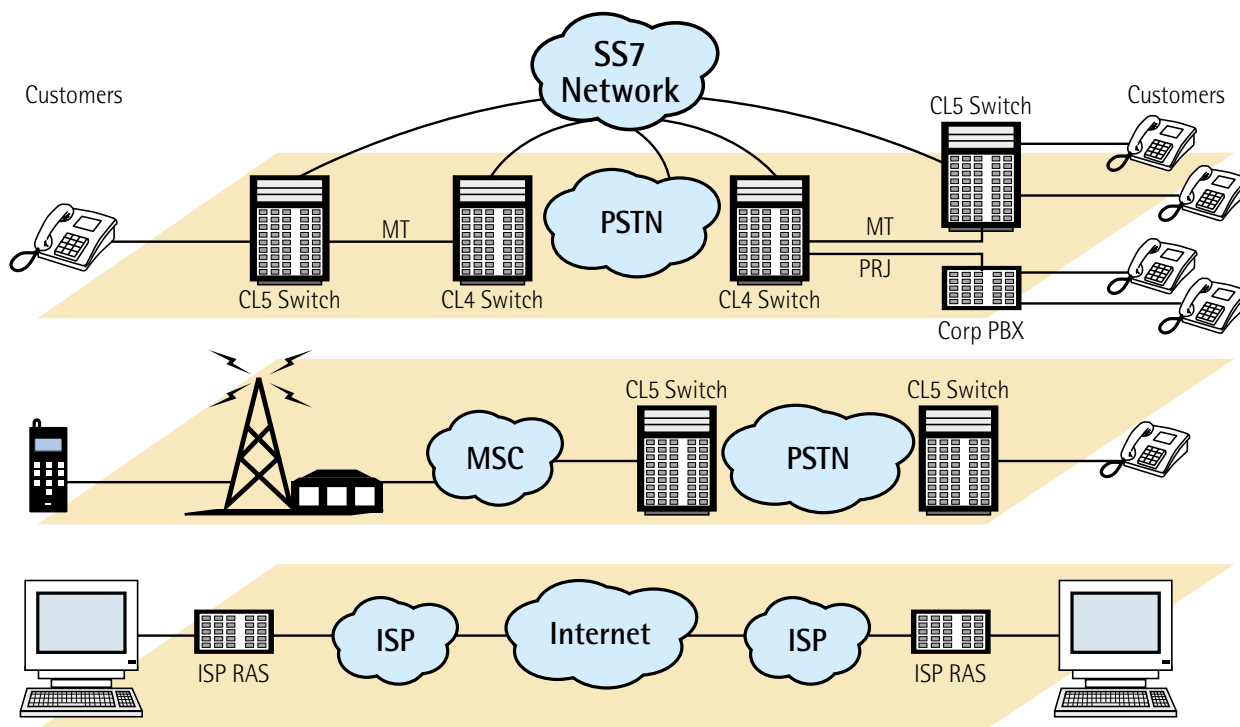 SS7
Network
Customers
CL5 Switch
Customers
PSTN
MT
MT
PRJ
CL5 Switch
CL4 Switch
CL4 Switch
Corp PBX
CL5 Switch
CL5 Switch
MSC
PSTN
ISP
Internet
ISP
ISP RAS
ISP RAS